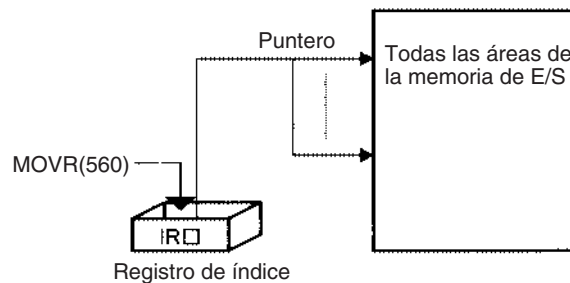 Puntero
Todas las áreas de
la memoria de E/S
MOVR(560)
IR□
Registro de índice